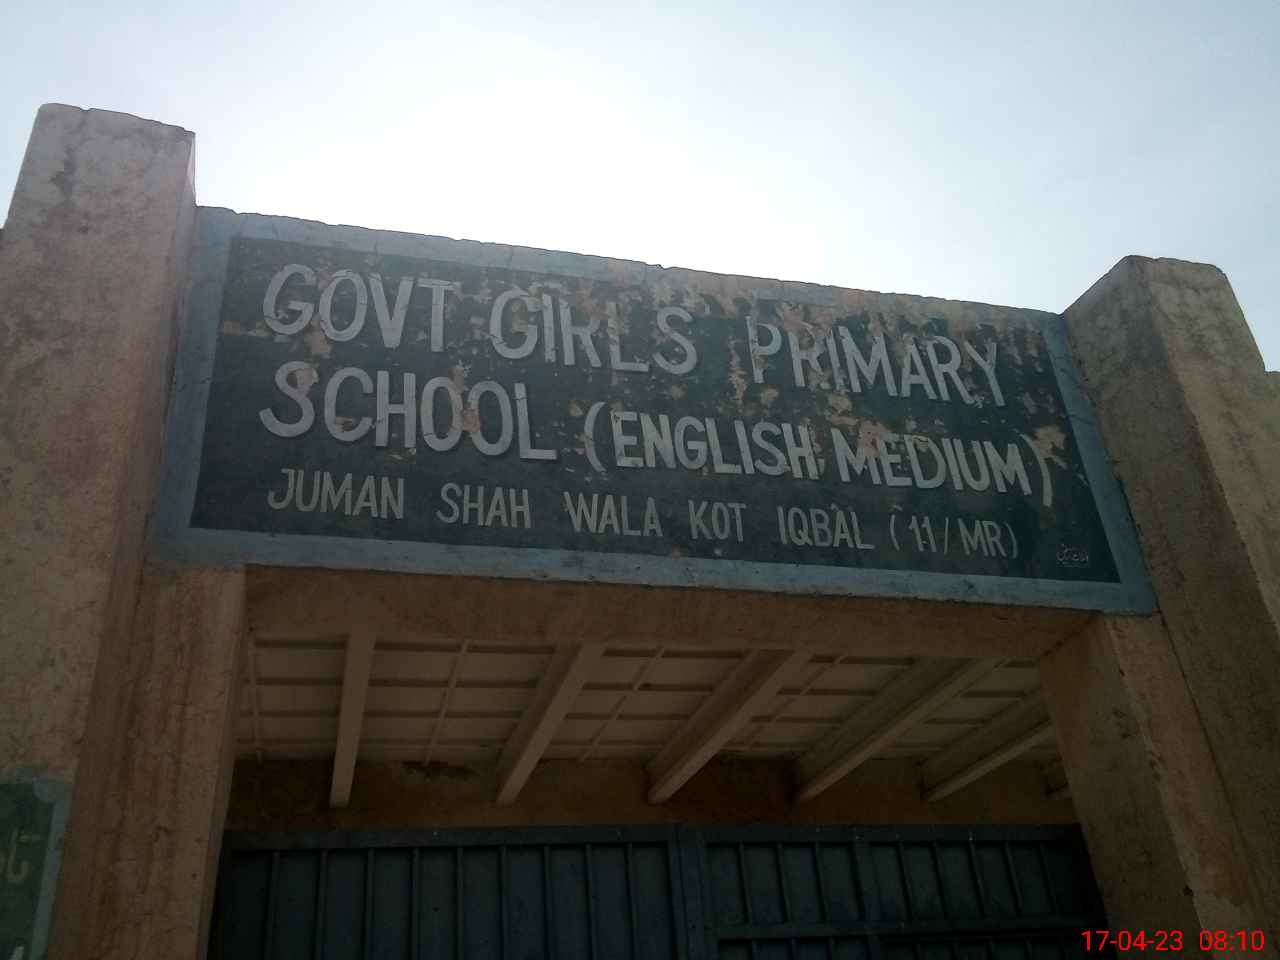 GOVT GIRLS PRIMARY
SCHOOL (ENGLISH MEDIUM)
JUMAN SHAH WALA KOT IQBAL (11/MR)
17-04-23 08:10